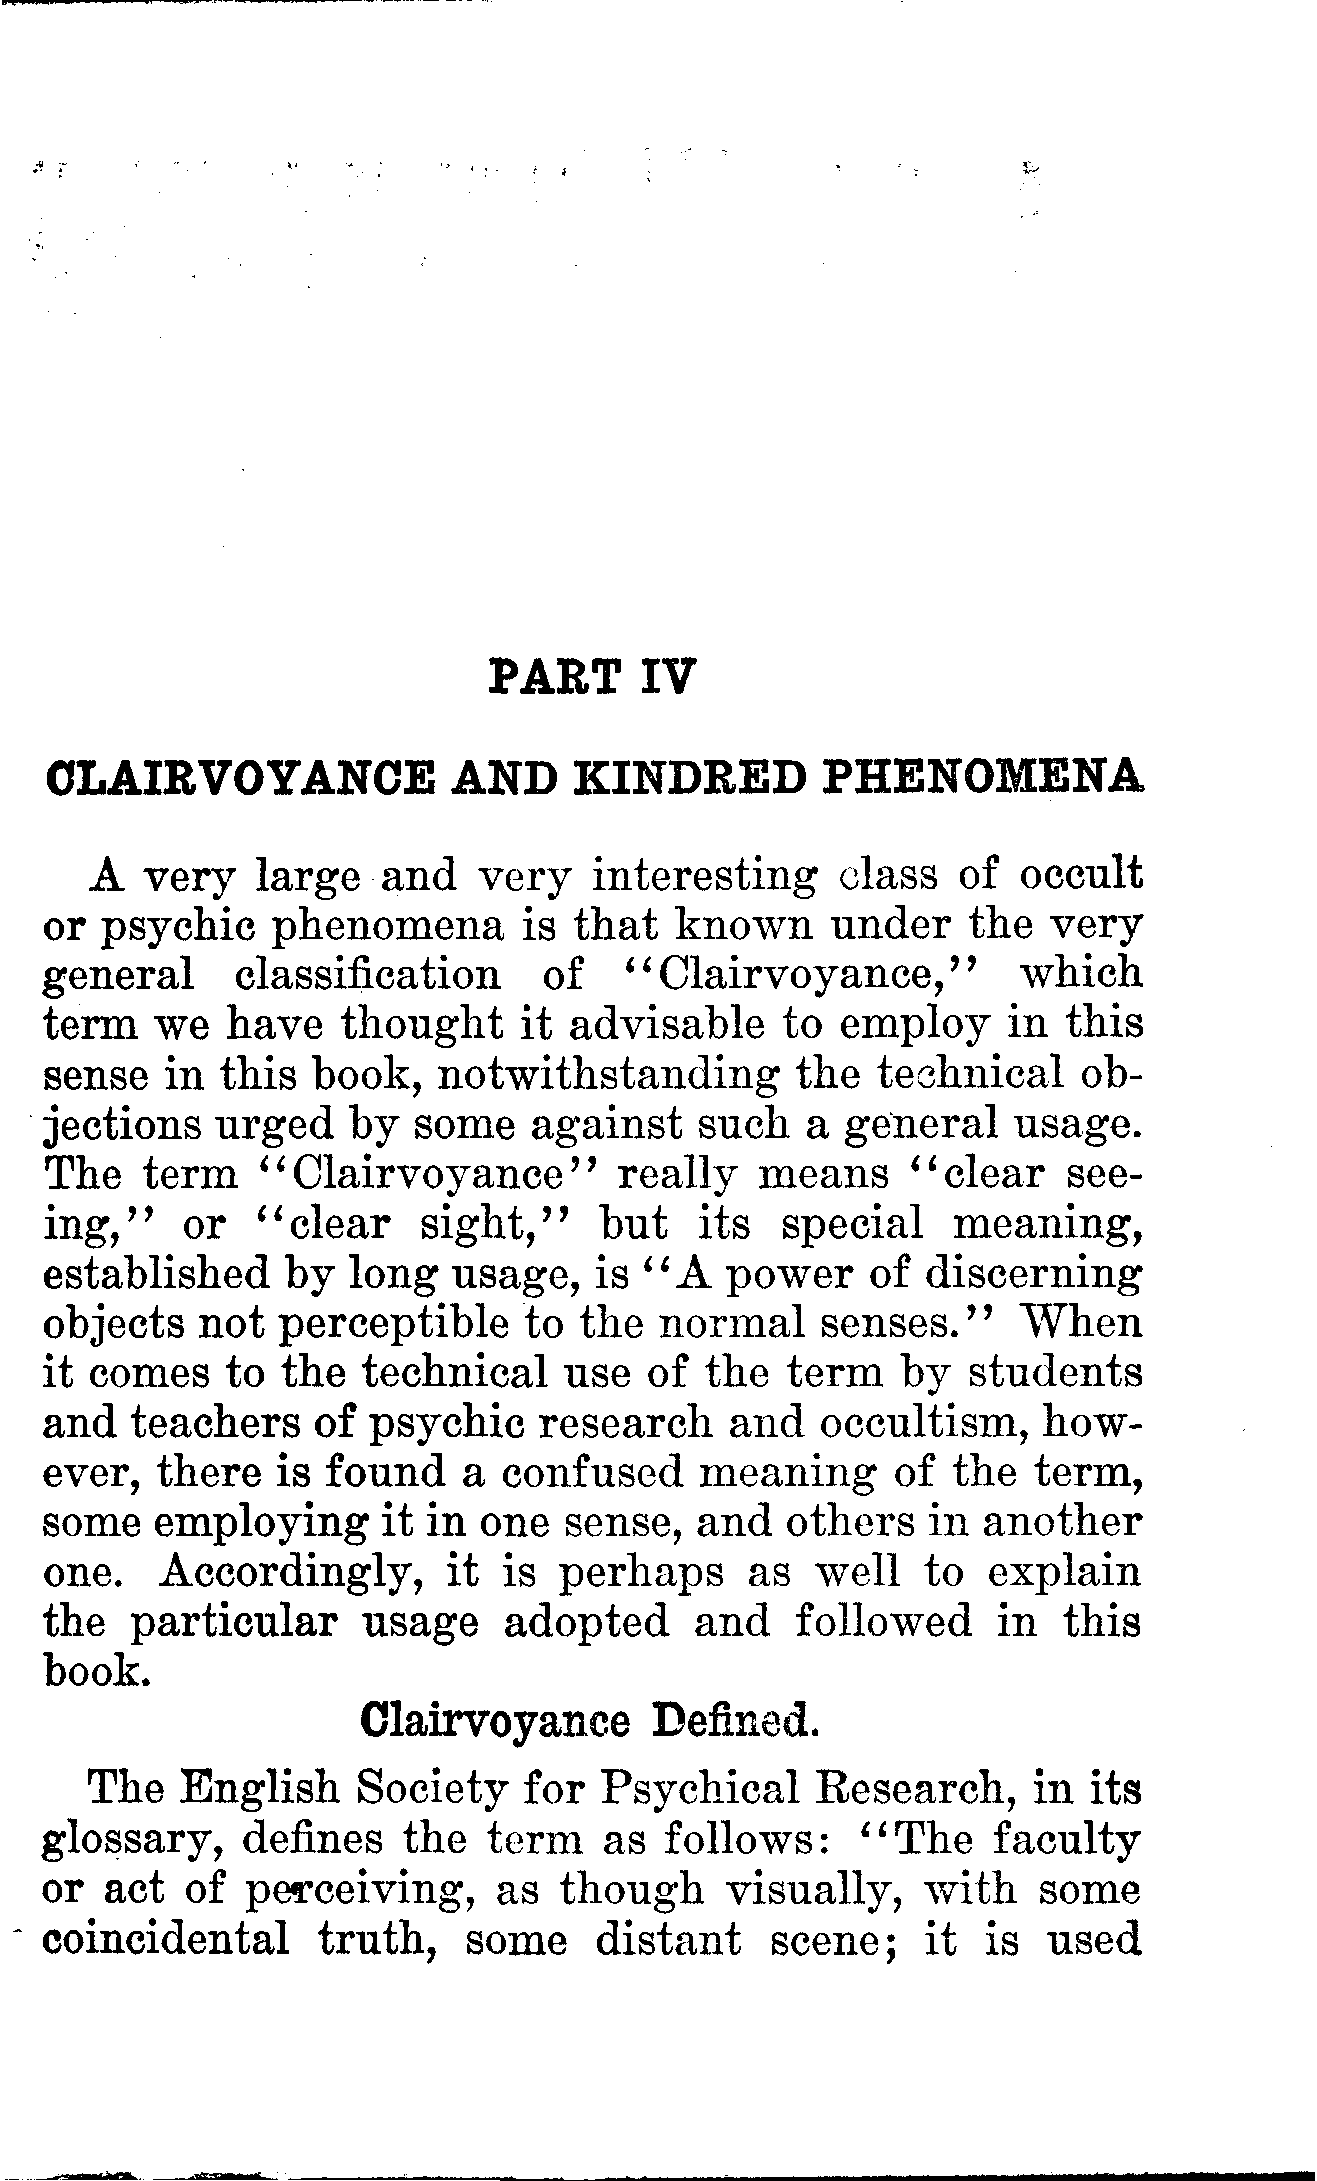 PART IV
CLAIRVOYANCE AND KINDRED PHENOMENA
A very large and very interesting class of occult
or psychic phenomena is that known under the very
general classification of “Clairvoyance,” which
term we have thought it advisable to employ in this
sense in this book, notwithstanding the technical ob-
jections urged by some against such a general usage.
The term “Clairvoyance” really means “clear see-
ing,” or “clear sight,” but its special meaning,
established by long usage, is “A power of discerning
objects not perceptible to the normal senses.” When
it comes to the technical use of the term by students
and teachers of psychic research and occultism, how-
ever, there is found a confused meaning of the term,
some employing it in one sense, and others in another
one. Accordingly, it is perhaps as well to explain
the particular usage adopted and followed in this
book.
Clairvoyance Defined.
The English Society for Psychical Research, in its
glossary, defines the term as follows: “The faculty
or act of perceiving, as though visually, with some
coincidental truth, some distant scene; it is used